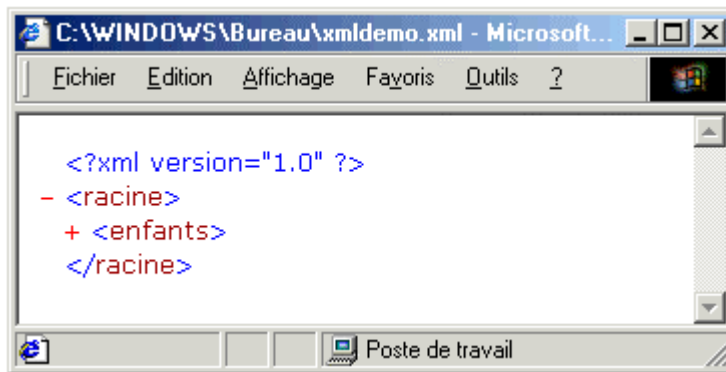 C:\WINDOWS\Bureau\xmldemo.xml - Microsoft...
Fichier Edition Affichage Favoris Outils ?
<?xml version="1.0" ?>
- <racine>
+ <enfants>
</racine>
Poste de travail